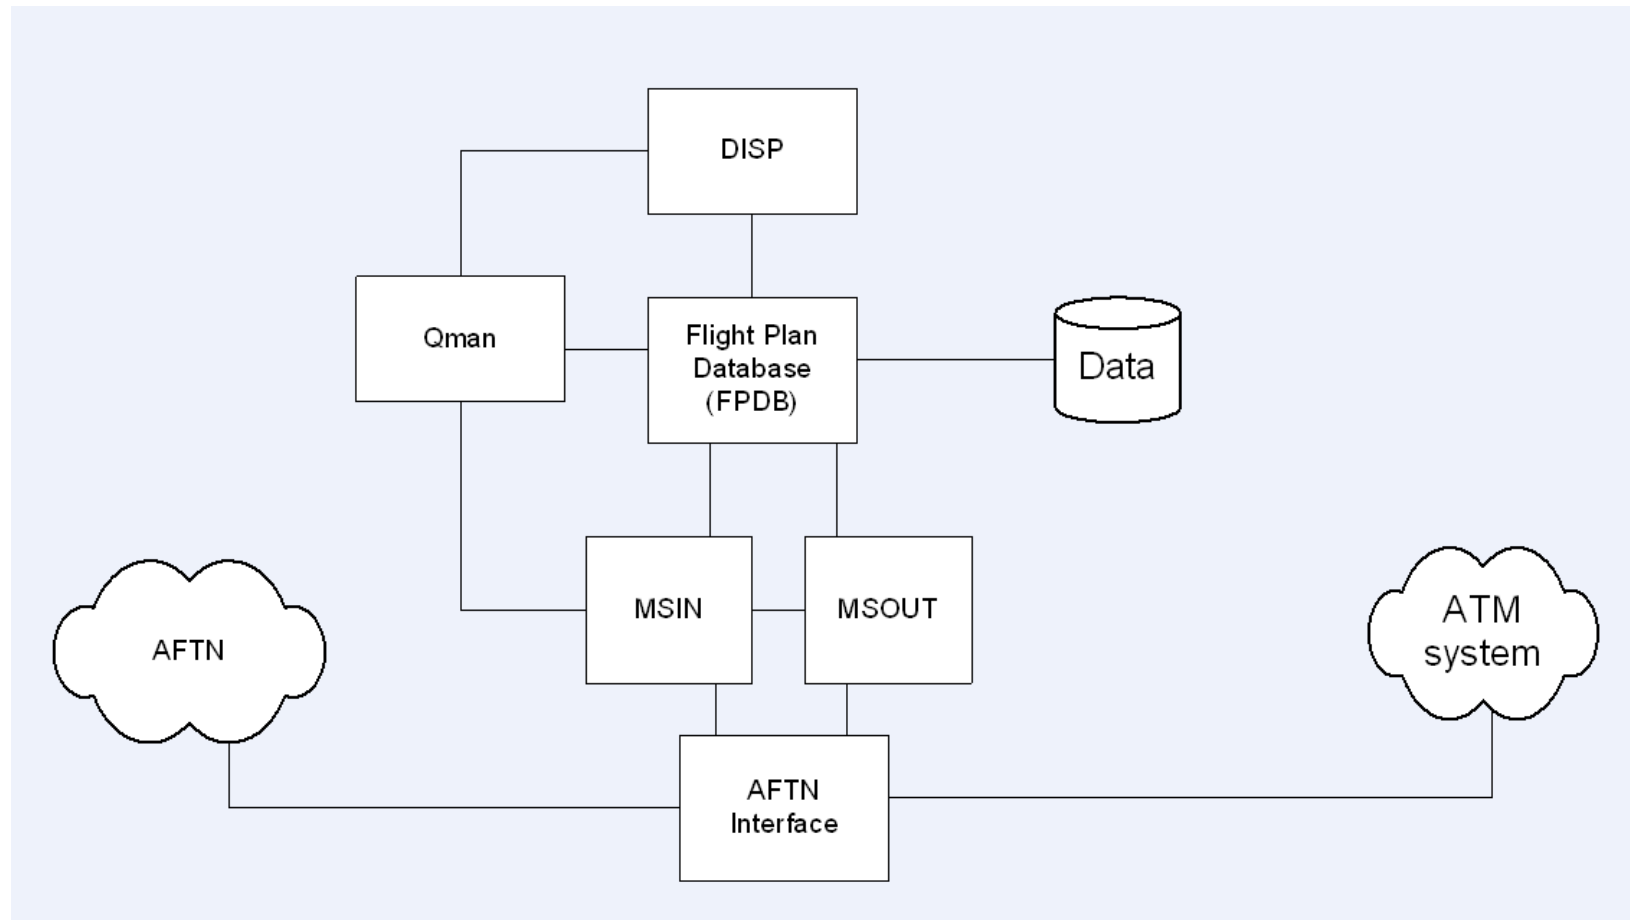 DISP
Qman
Flight Plan
Database
(FPDB)
Data
MSIN
MSOUT
AFTN
ATM
system
AFTN
Interface